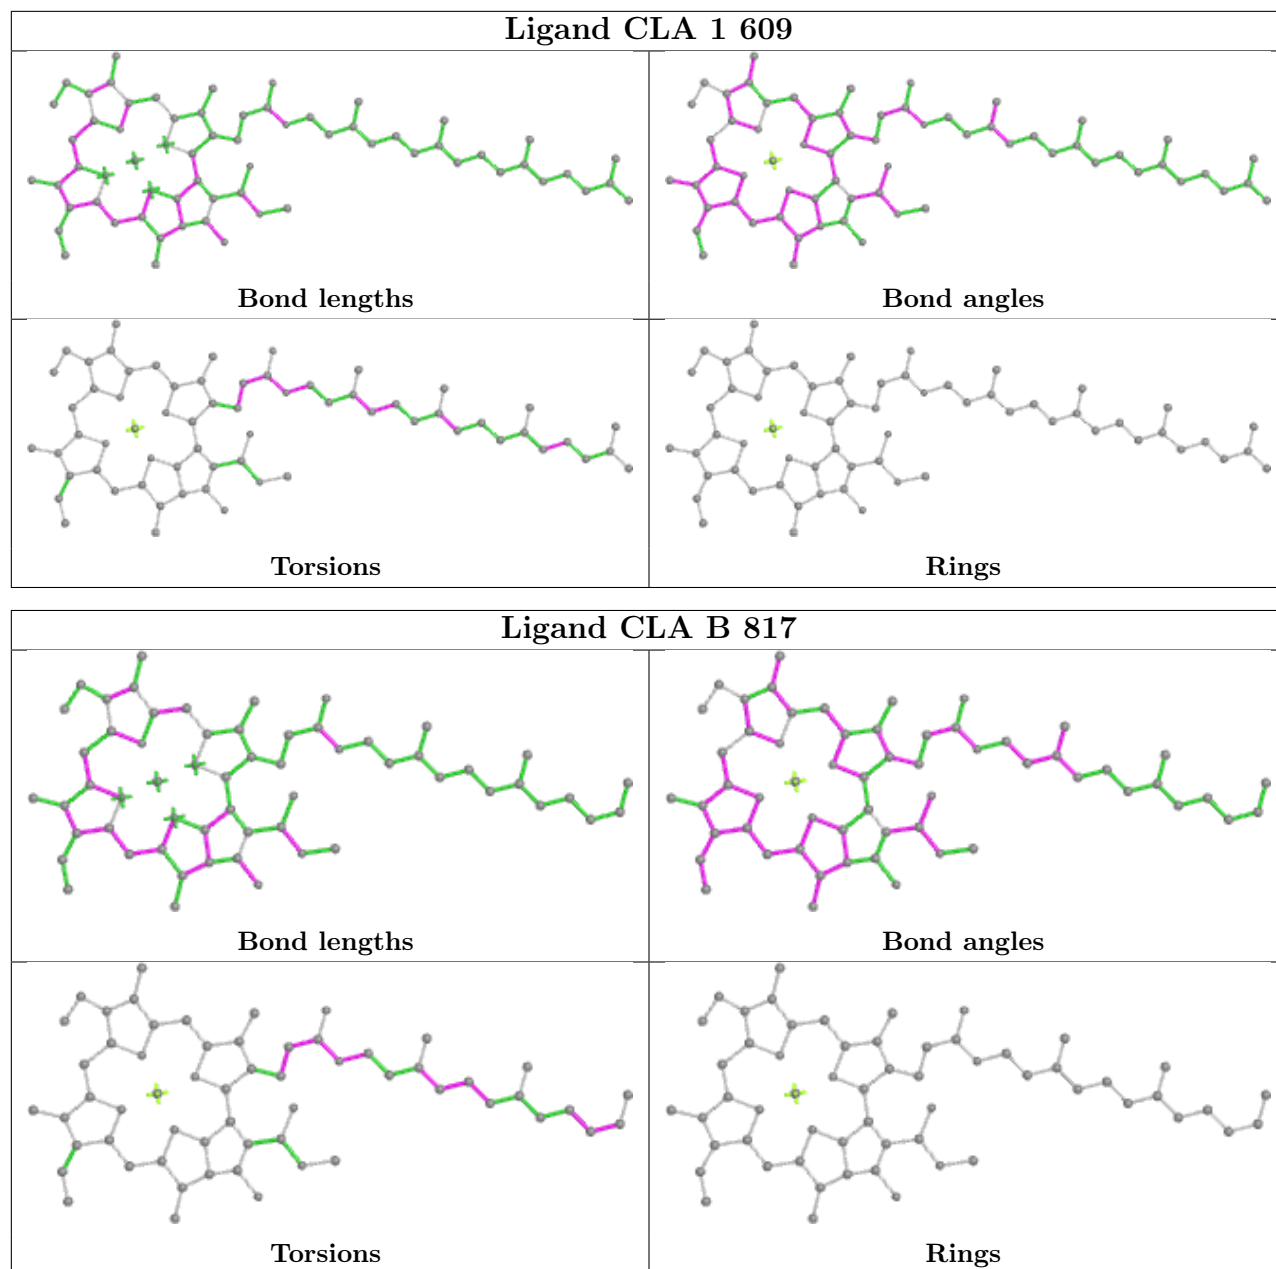 Ligand CLA 1 609
Bond lengths
Bond angles
Torsions
Rings
Ligand CLA B 817
Bond lengths
Bond angles
Torsions
Rings